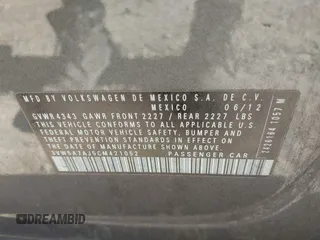 MFG BY VOLKSWAGEN DE MEXICO S.A. DE C.V.
MEXICO 06/12
GVWR 4343 GAWR FRONT 2227 / REAR 2227 LBS
THIS VEHICLE CONFORMS TO ALL APPLICABLE
FEDERAL MOTOR VEHICLE SAFETY, BUMPER AND
THEFT PREVENTION STANDARDS IN EFFECT ON
THE DATE OF MANUFACTURE SHOWN ABOVE
PASSENGER CAR
DREAMBID